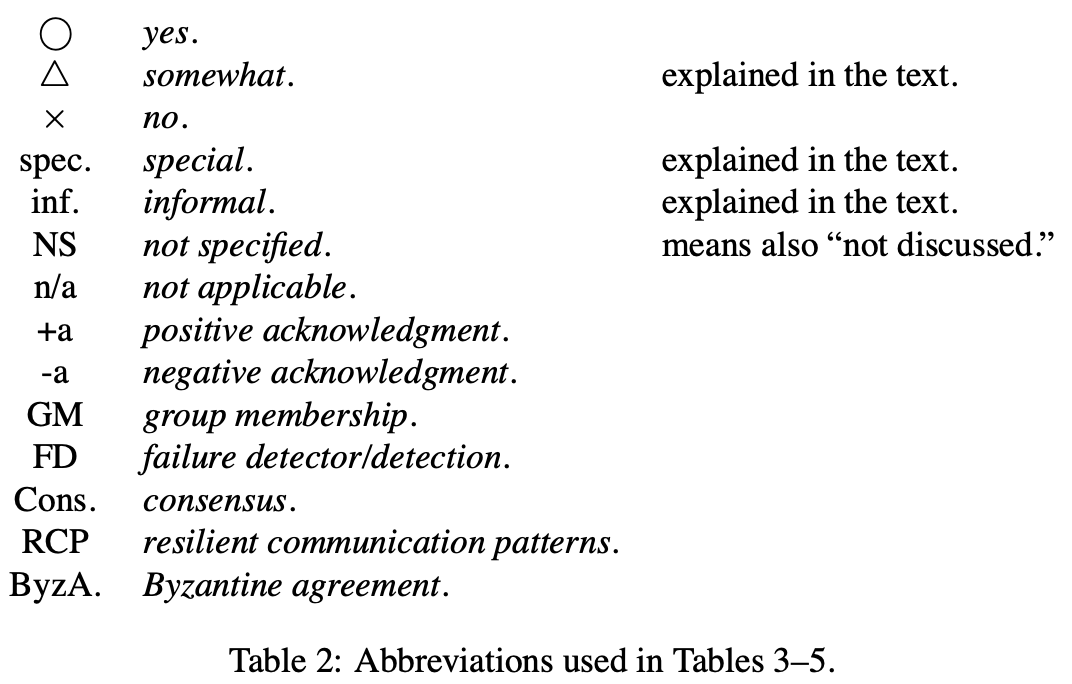 ○ yes.
△ somewhat. explained in the text.
× no.
spec. special. explained in the text.
inf. informal. explained in the text.
NS not specified. means also “not discussed.”
n/a not applicable.
+a positive acknowledgment.
-a negative acknowledgment.
GM group membership.
FD failure detector/detection.
Cons. consensus.
RCP resilient communication patterns.
ByzA. Byzantine agreement.
Table 2: Abbreviations used in Tables 3–5.